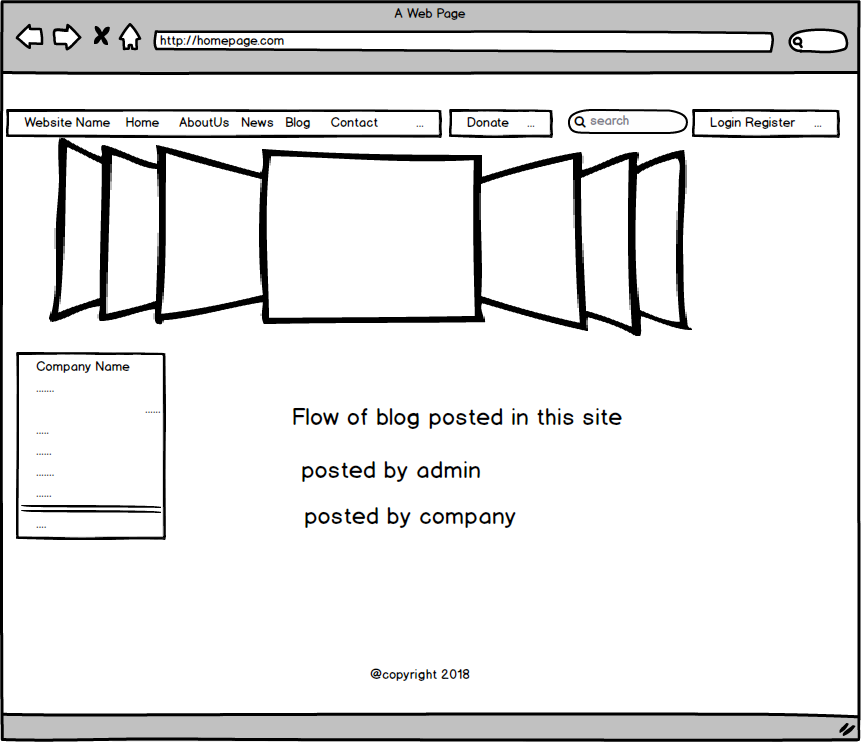 A Web Page
http://homepage.com
Website Name Home AboutUs News Blog Contact ... Donate ... search Login Register ...
Company Name
.......
......
.....
......
.......
......
....
Flow of blog posted in this site
posted by admin
posted by company
@copyright 2018